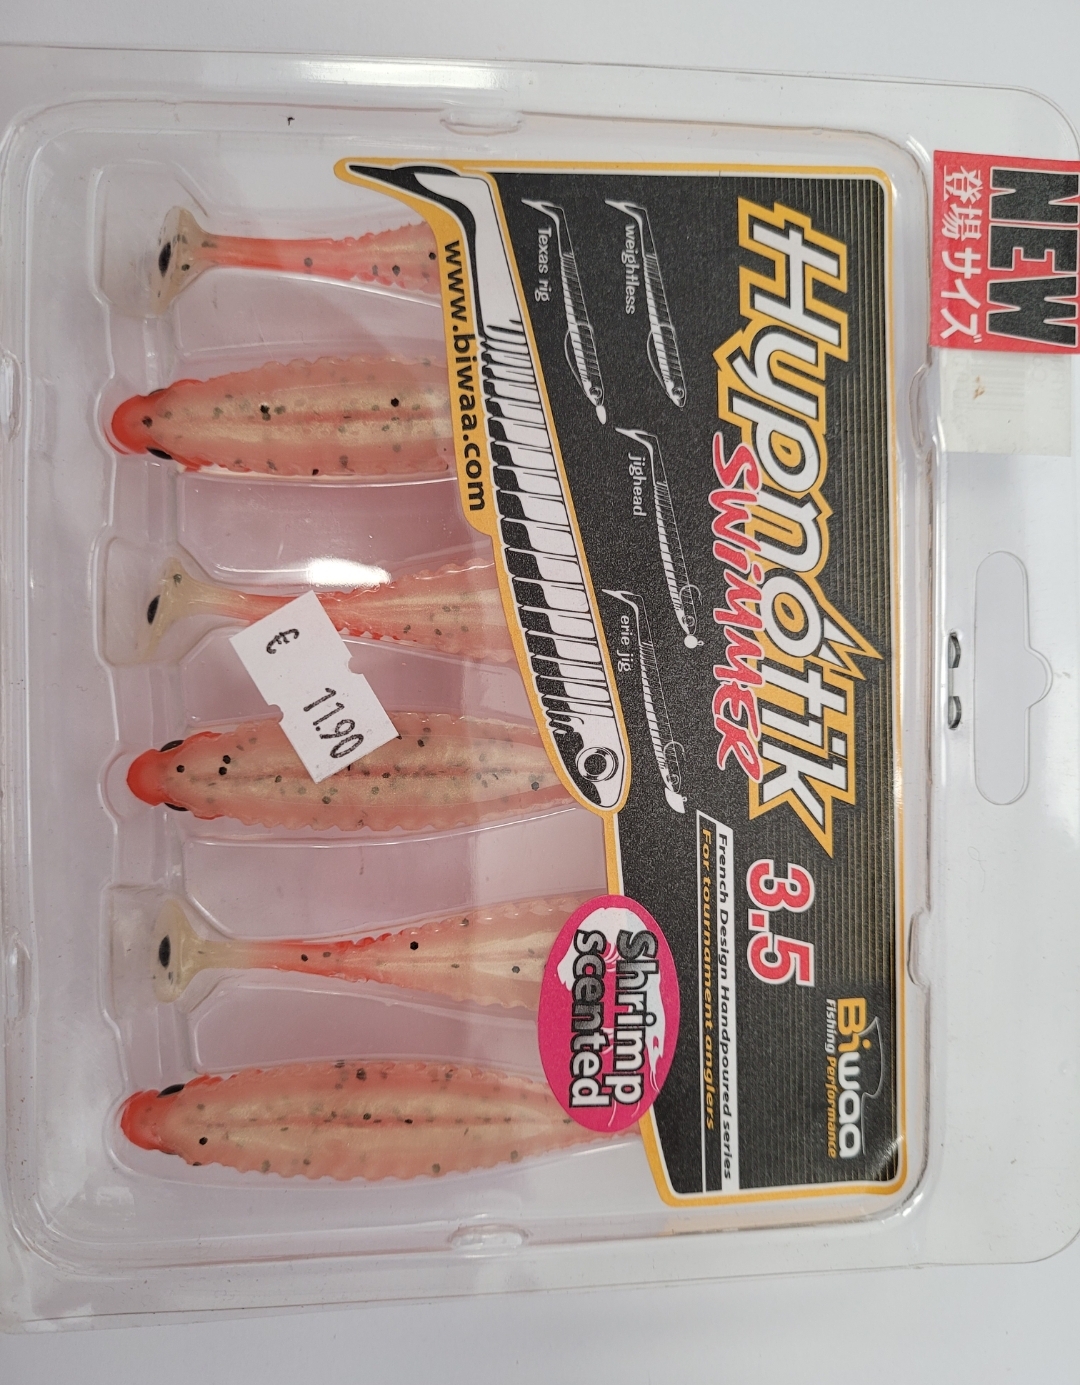 NEW
登場 サイズ
Hypnotik
SWIMMER
3.5
Biwaa
Fishing Performance
French Design Handpoured series
For tournament anglers
weightless
Texas rig
jighead
erie jig
www.biwaa.com
Shrimp
scented
€
11.90